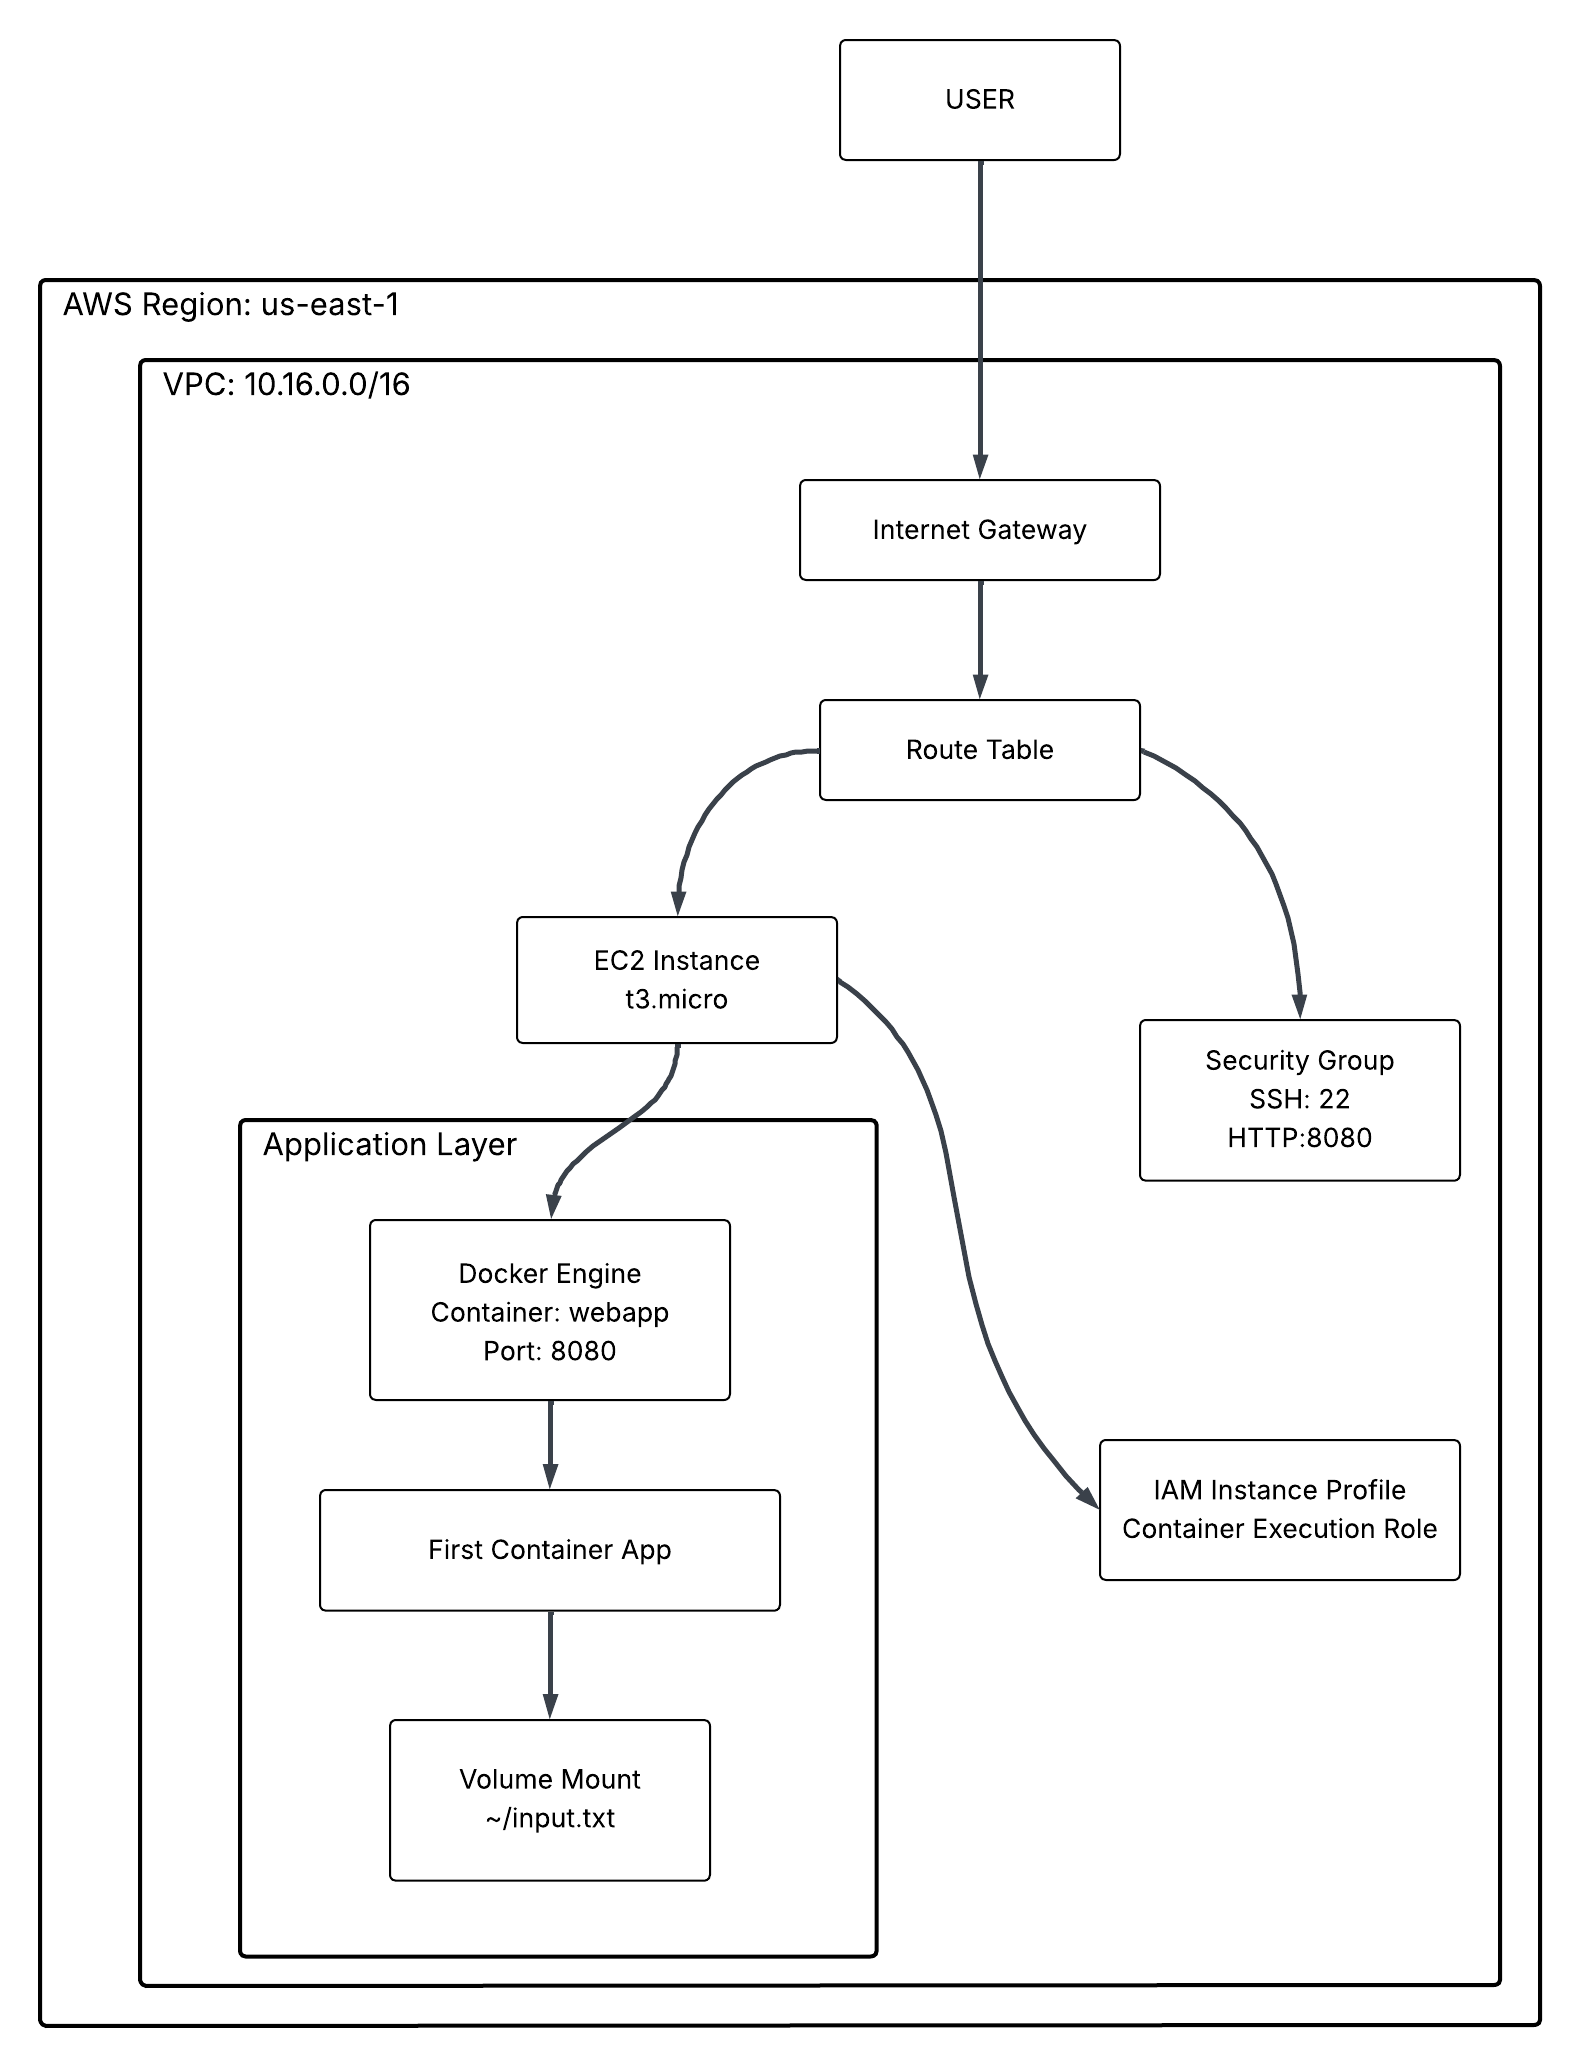 USER
AWS Region: us-east-1
VPC: 10.16.0.0/16
Internet Gateway
Route Table
EC2 Instance
t3.micro
Security Group
SSH: 22
HTTP:8080
Application Layer
Docker Engine
Container: webapp
Port: 8080
IAM Instance Profile
Container Execution Role
First Container App
Volume Mount
~/input.txt